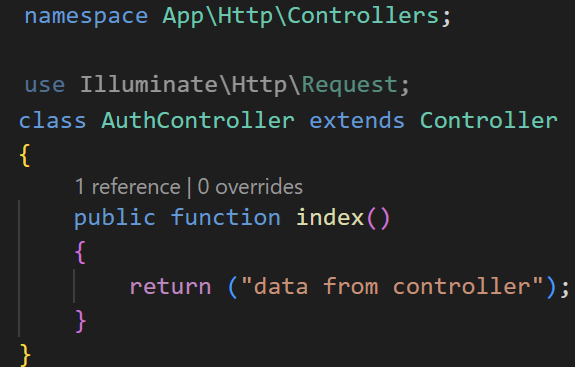 namespace App\Http\Controllers;
use Illuminate\Http\Request;
class AuthController extends Controller
{
1 reference | 0 overrides
public function index()
{
return ("data from controller");
}
}